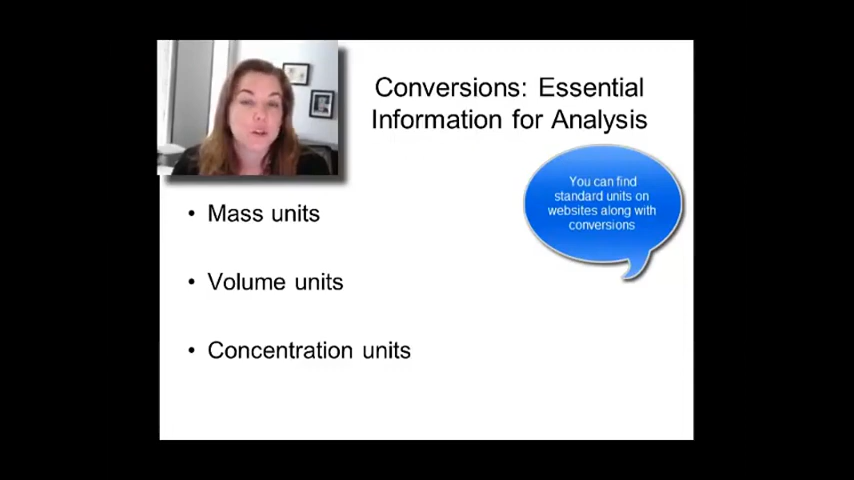 Conversions: Essential
Information for Analysis
You can find
standard units on
websites along with
conversions
• Mass units
• Volume units
• Concentration units